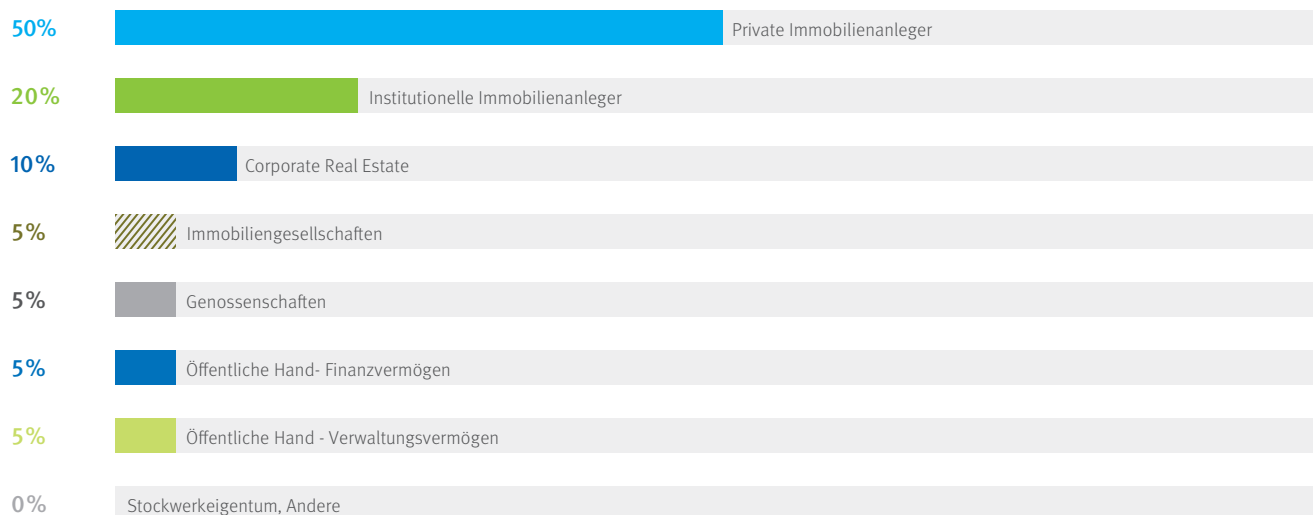 50% Private Immobilienanleger
20% Institutionelle Immobilienanleger
10% Corporate Real Estate
5% Immobiliengesellschaften
5% Genossenschaften
5% Öffentliche Hand- Finanzvermögen
5% Öffentliche Hand - Verwaltungsvermögen
0% Stockwerkeigentum, Andere